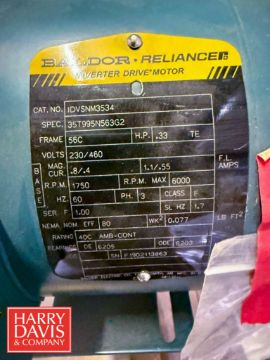 BALDOR · RELIANCE
INVERTER DRIVE® MOTOR
CAT. NO. IDVSNM3534
SPEC. 35T995N563G2
FRAME 56C H.P. .33 TE
VOLTS 230/460
MAG CUR. .8/.4 1.1/.55 F.L. AMPS
BASE
R.P.M. 1750 R.P.M. MAX 6000
HZ 60 PH 3 CLASS F
S.F. 1.00 SL HZ 1.7
NEMA NOM. EFF 80 WK² 0.077 LB FT²
RATING 40C AMB-CONT
BEARINGS DE 6205 ODE 6203
SN F1902113863
HARRY
DAVIS
& COMPANY